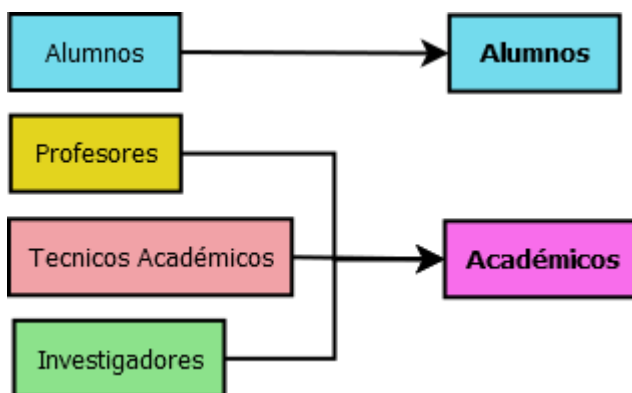 Alumnos
Alumnos
Profesores
Tecnicos Académicos
Académicos
Investigadores